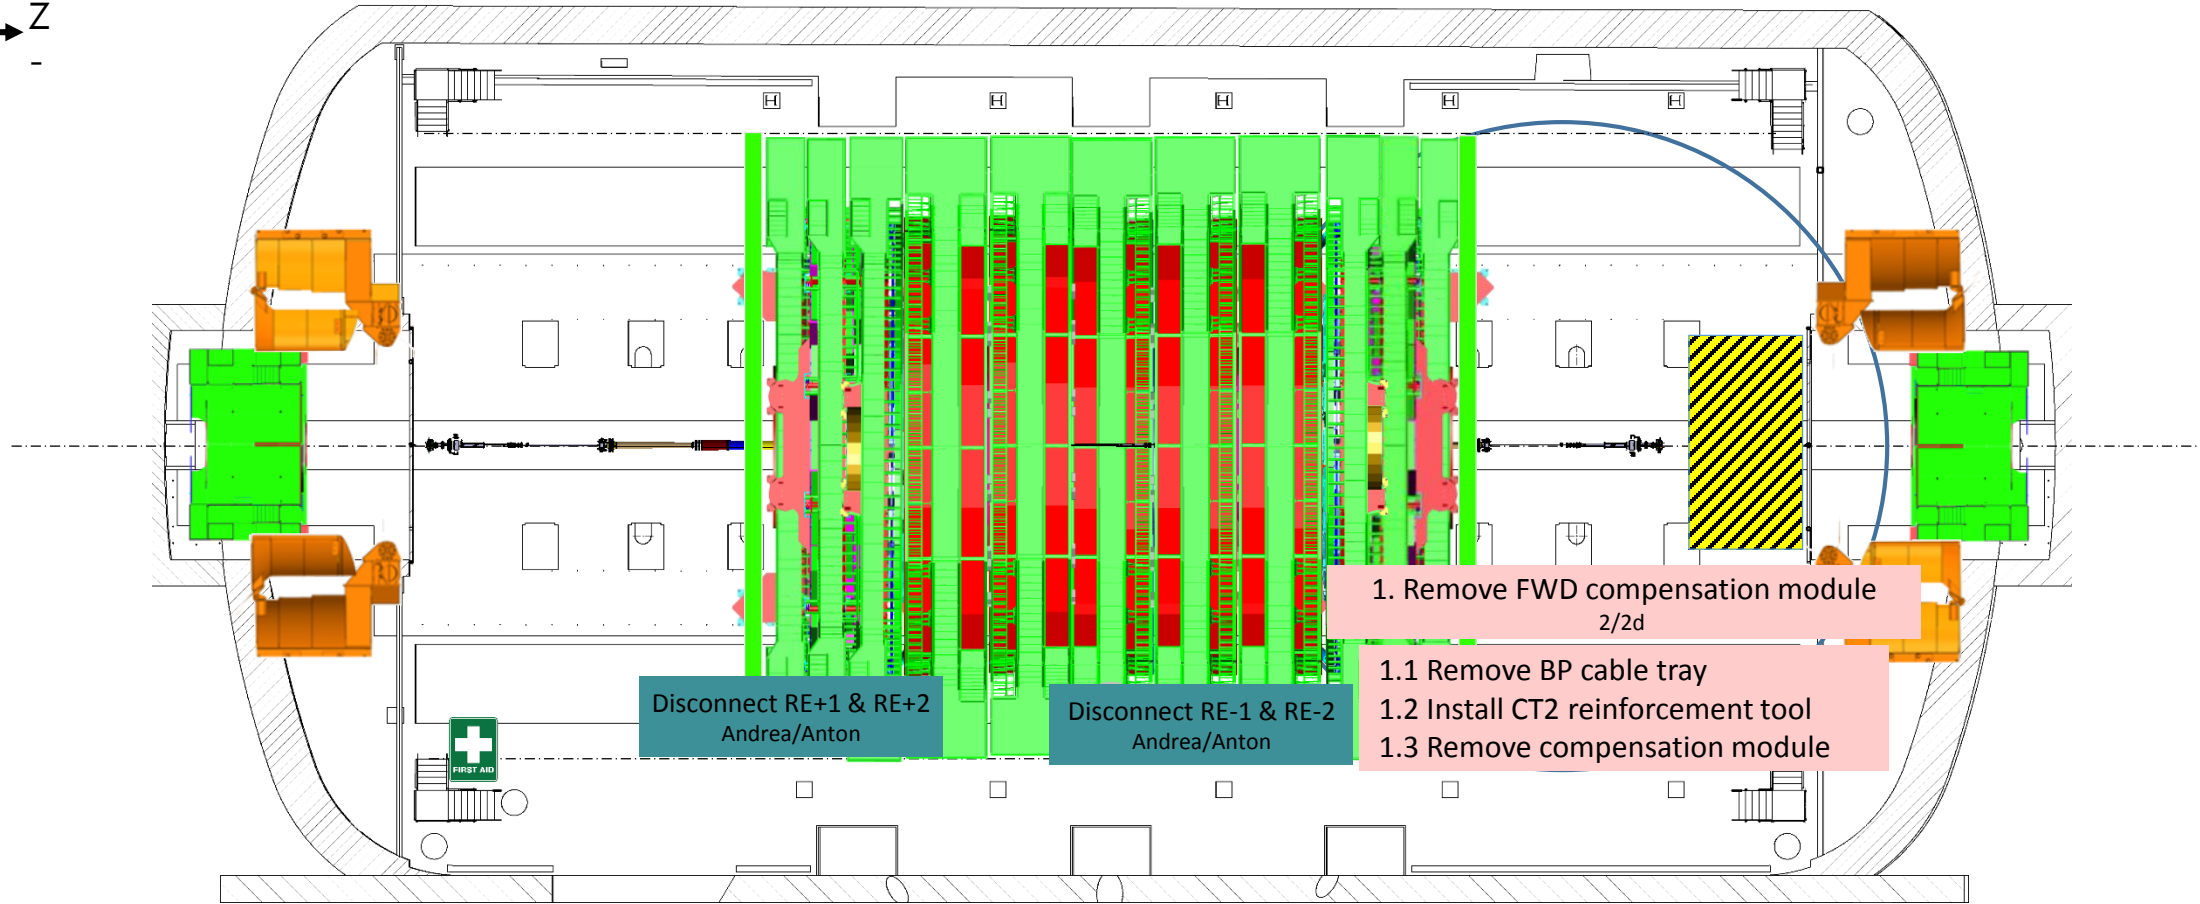 Z
-
H
H
H
H
H
1. Remove FWD compensation module
2/2d
1.1 Remove BP cable tray
1.2 Install CT2 reinforcement tool
1.3 Remove compensation module
Disconnect RE+1 & RE+2
Andrea/Anton
Disconnect RE-1 & RE-2
Andrea/Anton
FIRST AID